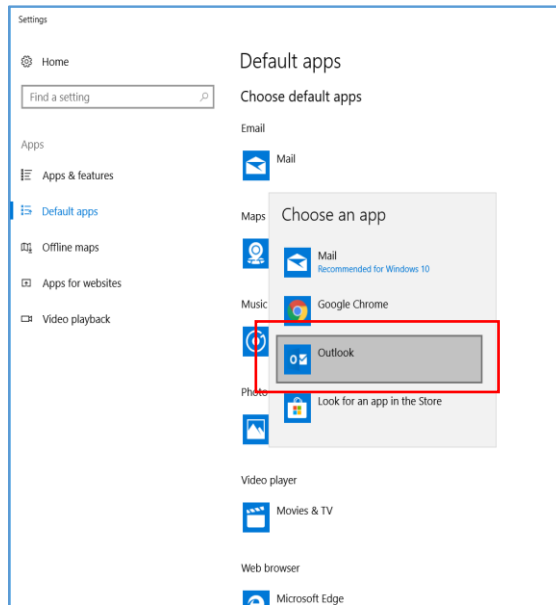 Settings
Home
Find a setting
Apps
Apps & features
Default apps
Offline maps
Apps for websites
Video playback
Default apps
Choose default apps
Email
Mail
Maps
Choose an app
Mail
Recommended for Windows 10
Google Chrome
Music
Outlook
Photo
Look for an app in the Store
Video player
Movies & TV
Web browser
Microsoft Edge